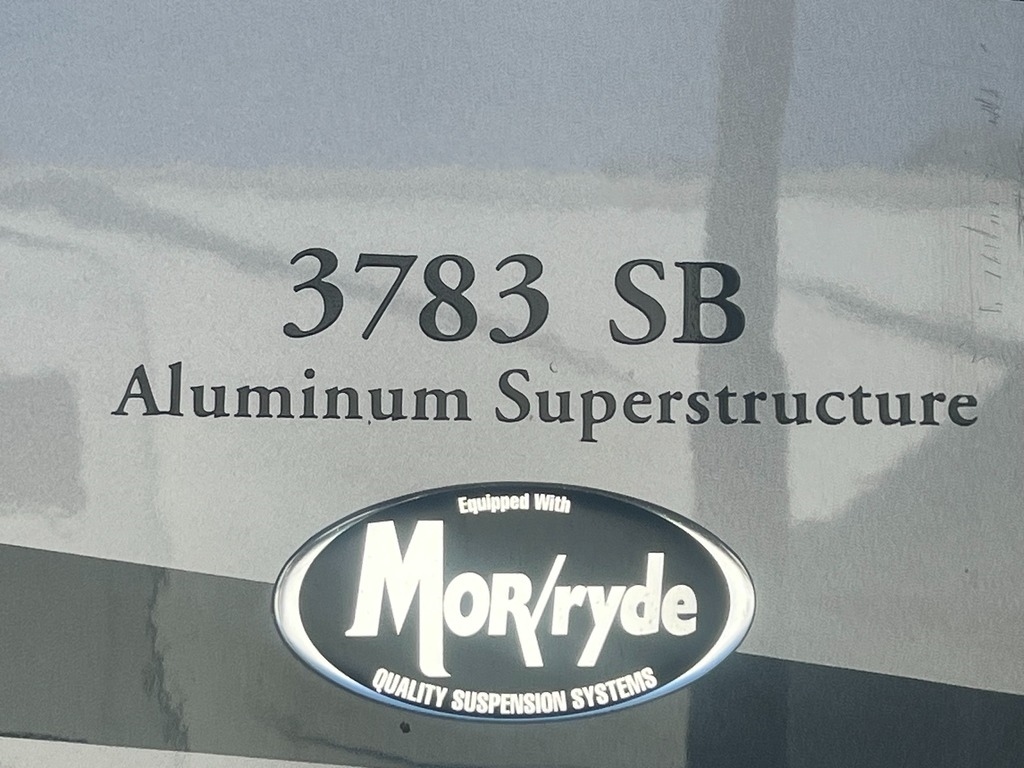 3783 SB
Aluminum Superstructure
Equipped With
MOR/ryde
QUALITY SUSPENSION SYSTEMS